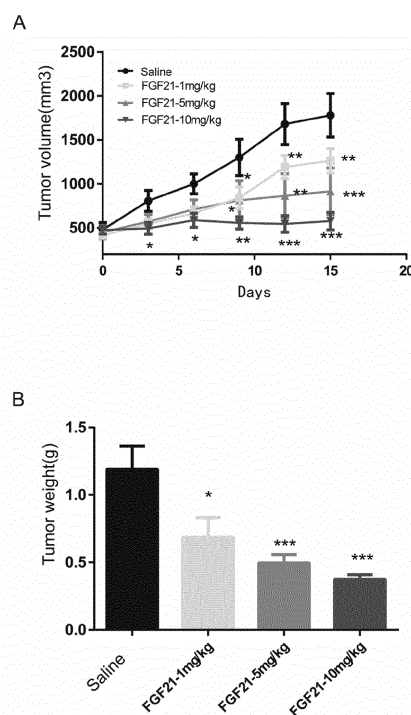 A
Tumor volume(mm3)
2500
2000
1500
1000
500
Saline
FGF21-1mg/kg
FGF21-5mg/kg
FGF21-10mg/kg
*
**
**
**
***
*
*
*
**
***
***
0
5
10
15
20
Days
B
Tumor weight(g)
1.5
1.0
0.5
0.0
*
***
***
Saline
FGF21-1mg/kg
FGF21-5mg/kg
FGF21-10mg/kg